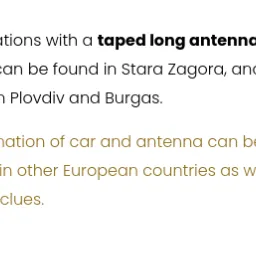 ations with a taped long antenna
can be found in Stara Zagora, and
n Plovdiv and Burgas.
nation of car and antenna can be
in other European countries as w
clues.